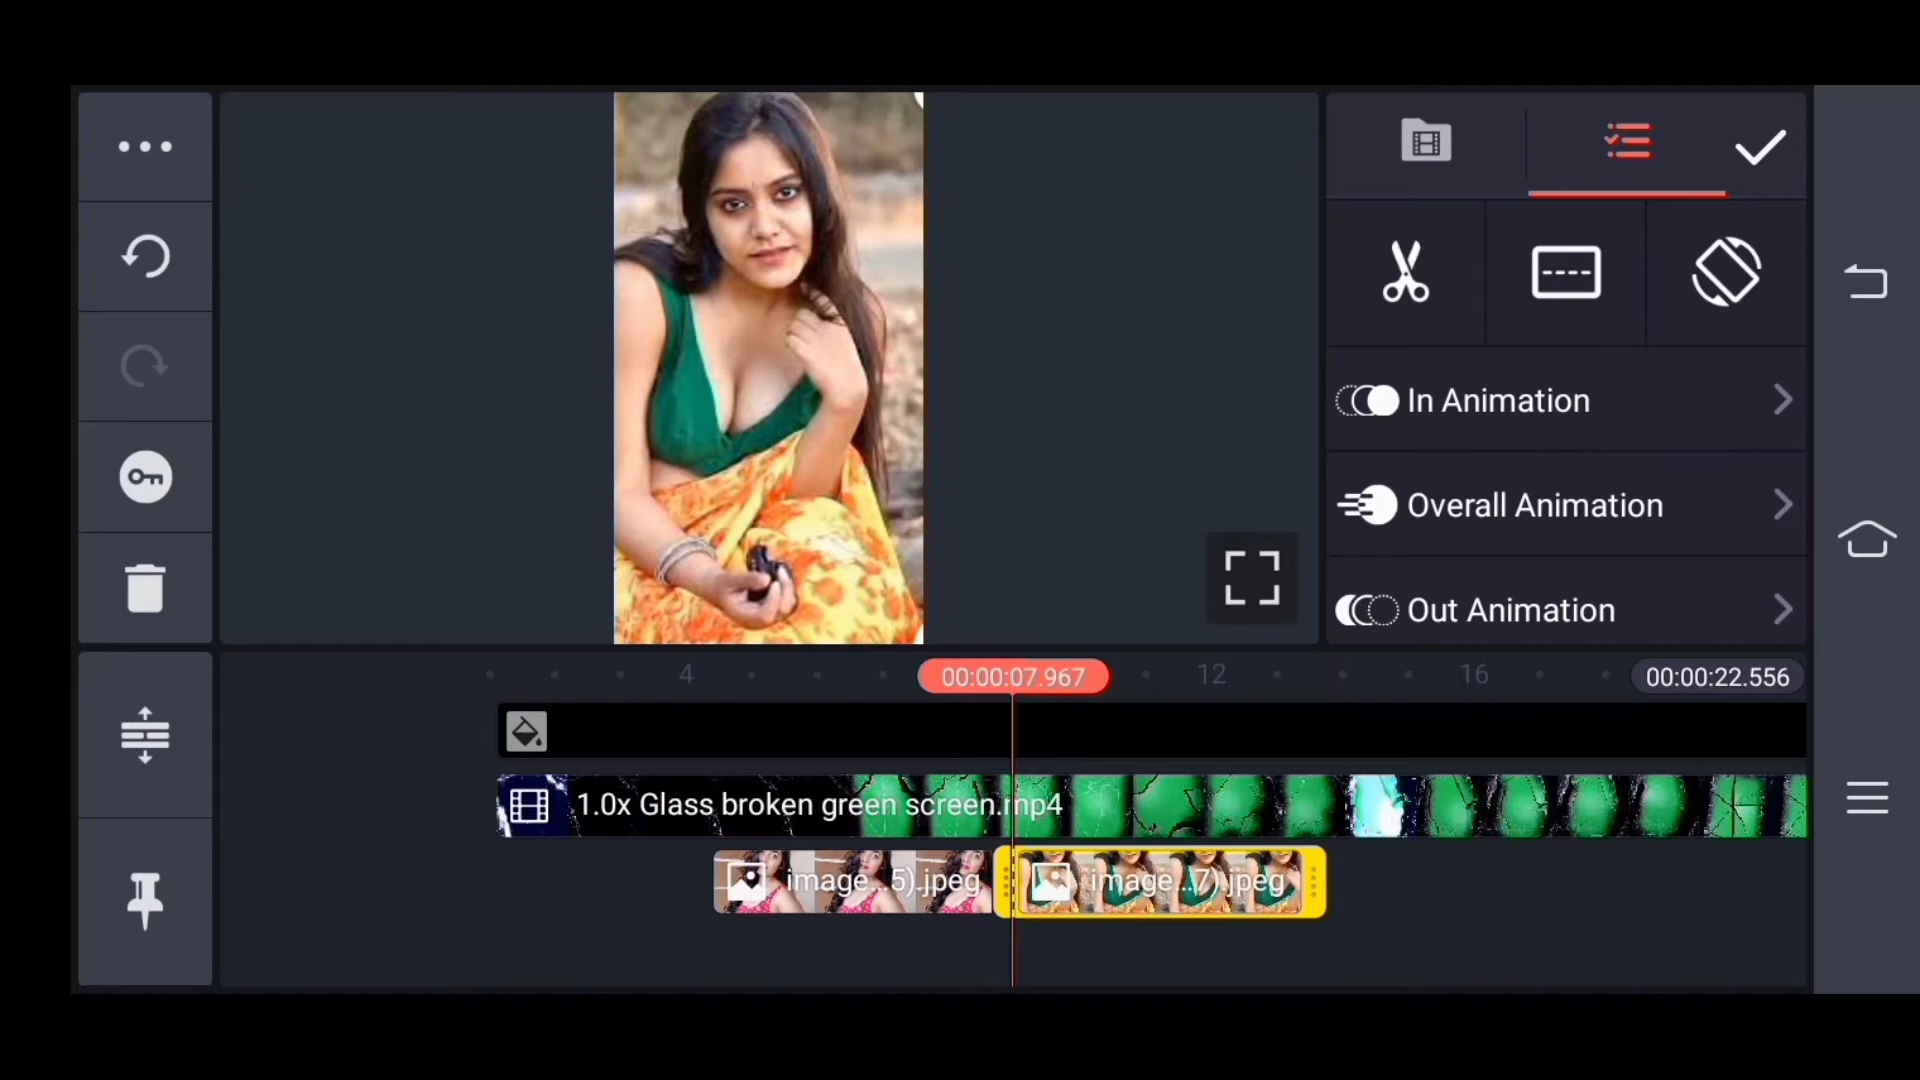 In Animation
Overall Animation
Out Animation
4
00:00:07.967
12
16
00:00:22.556
1.0x Glass broken green screen.mp4
image...5).jpeg
image...7).jpeg